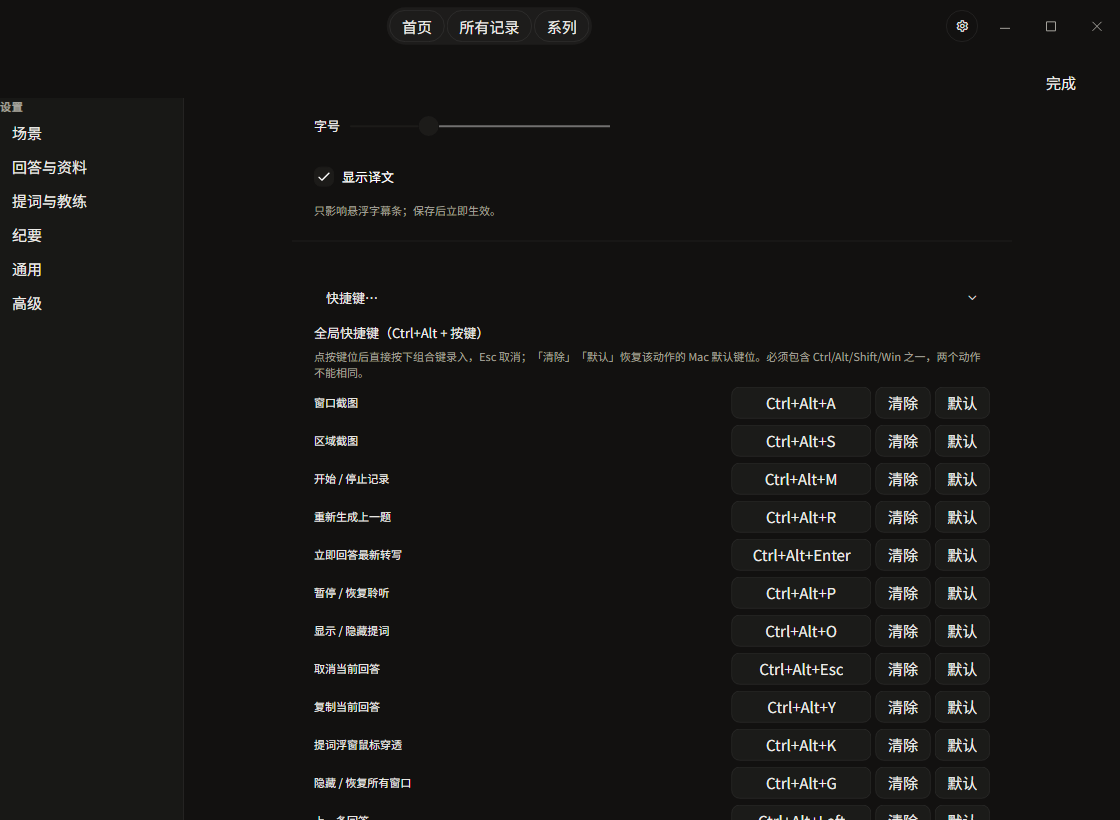 首页 所有记录 系列
完成
设置
场景
回答与资料
提词与教练
纪要
通用
高级
字号
显示译文
只影响悬浮字幕条；保存后立即生效。
快捷键…
全局快捷键（Ctrl+Alt + 按键）
点按键位后直接按下组合键录入，Esc 取消；「清除」「默认」恢复该动作的 Mac 默认键位。必须包含 Ctrl/Alt/Shift/Win 之一，两个动作
不能相同。
窗口截图 Ctrl+Alt+A 清除 默认
区域截图 Ctrl+Alt+S 清除 默认
开始 / 停止记录 Ctrl+Alt+M 清除 默认
重新生成上一题 Ctrl+Alt+R 清除 默认
立即回答最新转写 Ctrl+Alt+Enter 清除 默认
暂停 / 恢复聆听 Ctrl+Alt+P 清除 默认
显示 / 隐藏提词 Ctrl+Alt+O 清除 默认
取消当前回答 Ctrl+Alt+Esc 清除 默认
复制当前回答 Ctrl+Alt+Y 清除 默认
提词浮窗鼠标穿透 Ctrl+Alt+K 清除 默认
隐藏 / 恢复所有窗口 Ctrl+Alt+G 清除 默认
上一条回答 Ctrl+Alt+Left 清除 默认